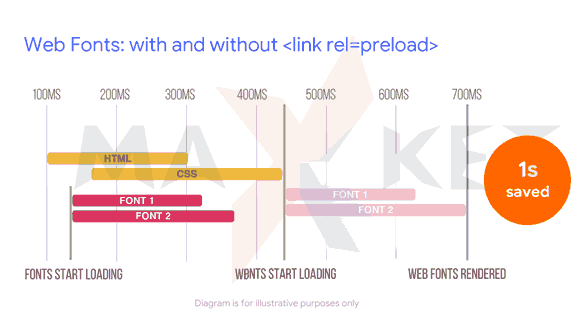 Web Fonts: with and without <link rel=preload>
100MS 200MS 300MS 400MS 500MS 600MS 700MS
MAXKET
HTML
CSS
1s
saved
FONT 1
FONT 2
FONT 1
FONT 2
FONTS START LOADING
START LOADING
WEB FONTS RENDERED
Diagram is for illustrative purposes only